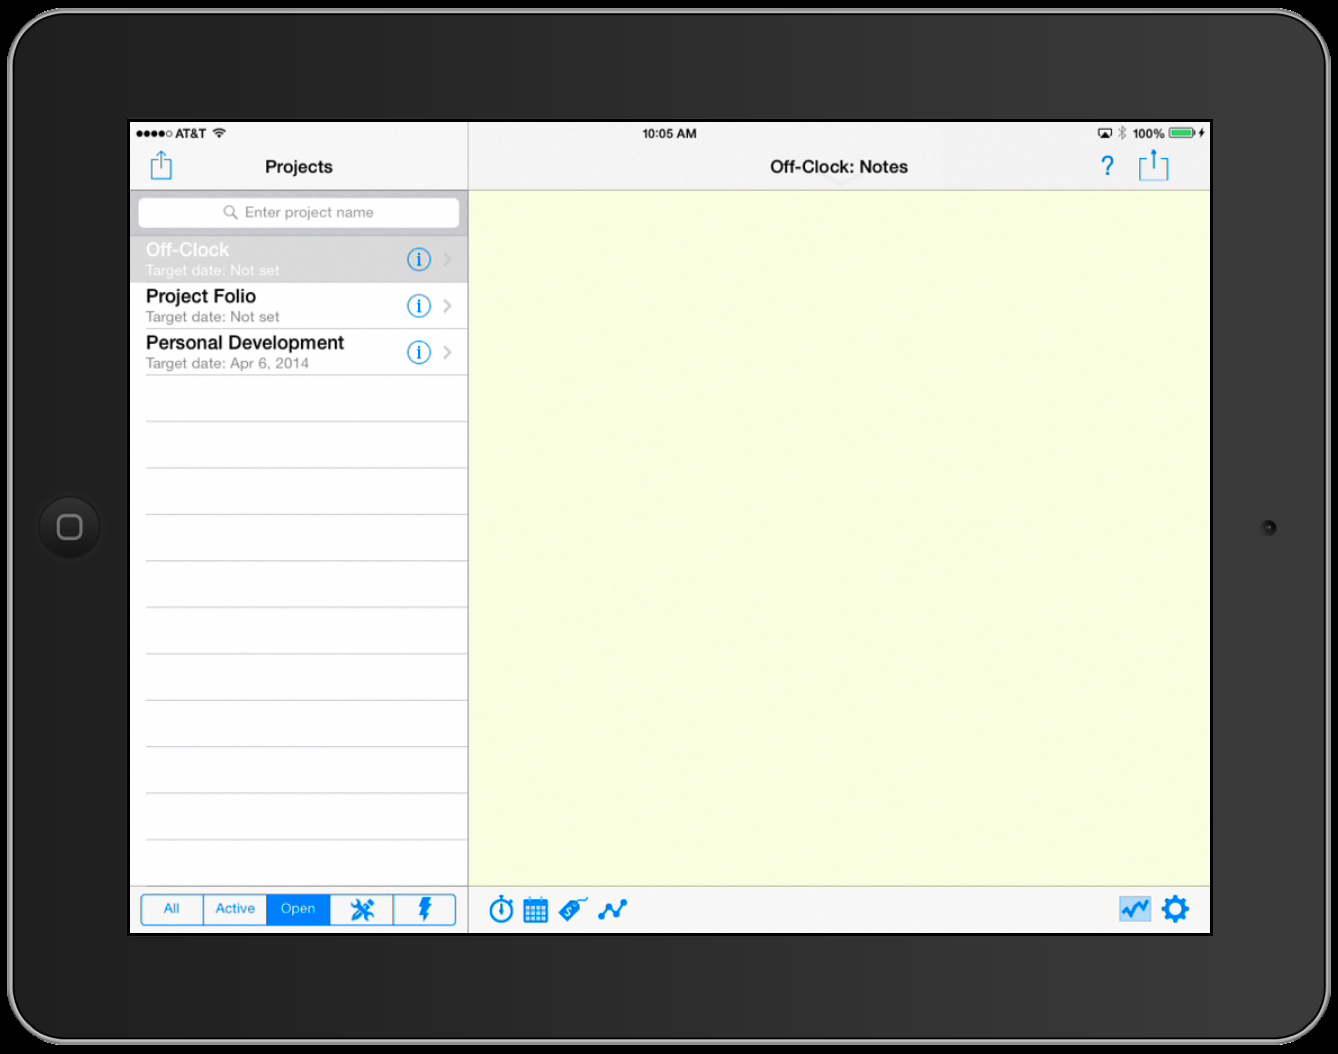 AT&T 10:05 AM 100%
Projects
Off-Clock: Notes
?
Enter project name
Off-Clock
Target date: Not set
Project Folio
Target date: Not set
Personal Development
Target date: Apr 6, 2014
All Active Open